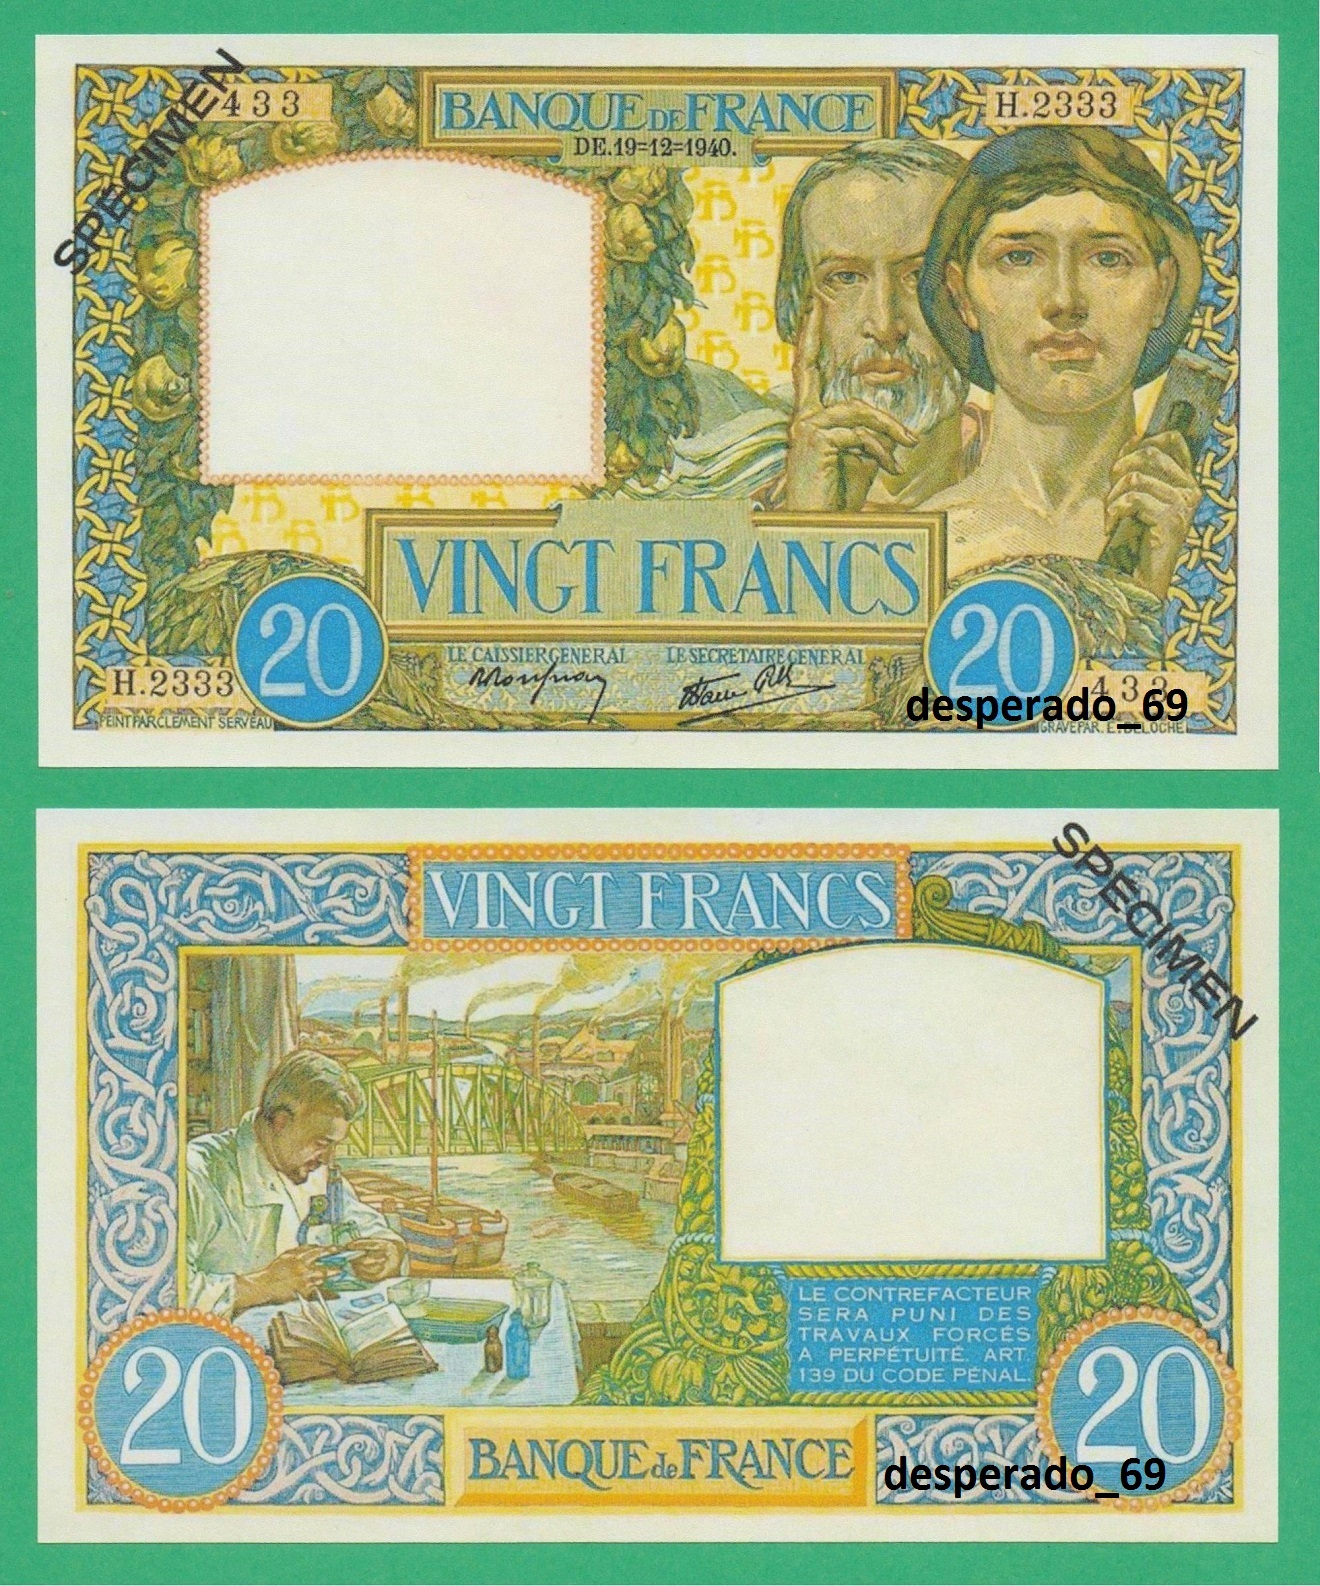 SPECIMEN
433
BANQUE DE FRANCE
H.2333
DE.19=12=1940.
VINGT FRANCS
20
20
LE CAISSIER GENERAL
LE SECRETAIRE GENERAL
H.2333
433
desperado_69
PEINT PAR CLEMENT SERVEAU
GRAVE PAR. E. DELOCHE
SPECIMEN
VINGT FRANCS
LE CONTREFACTEUR
SERA PUNI DES
TRAVAUX FORCÉS
A PERPÉTUITÉ. ART.
139 DU CODE PÉNAL.
20
20
BANQUE de FRANCE
desperado_69